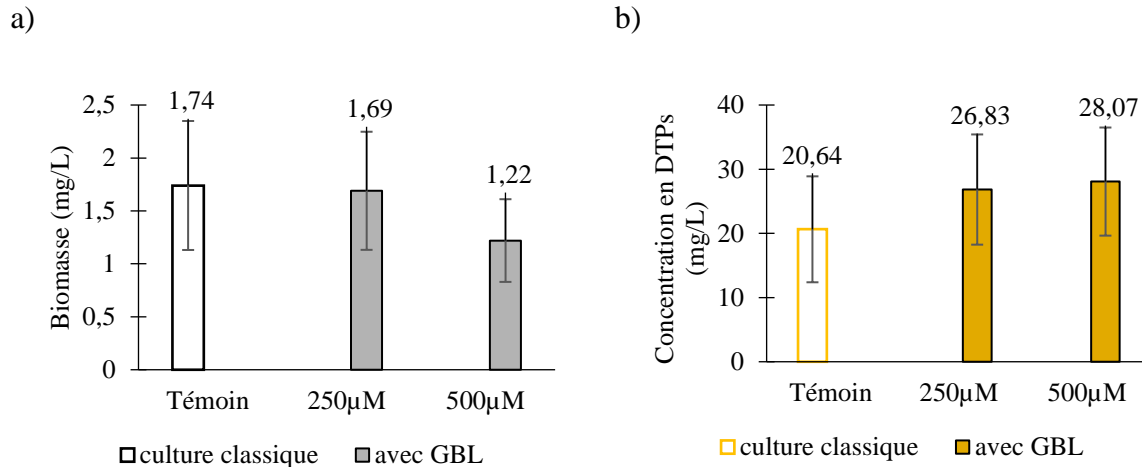 a)
Biomasse (mg/L)
2,5
2
1,5
1
0,5
0
1,74
1,69
1,22
Témoin 250µM 500µM
culture classique avec GBL
b)
Concentration en DTPs
(mg/L)
40
30
20
10
0
20,64
26,83
28,07
Témoin 250µM 500µM
culture classique avec GBL